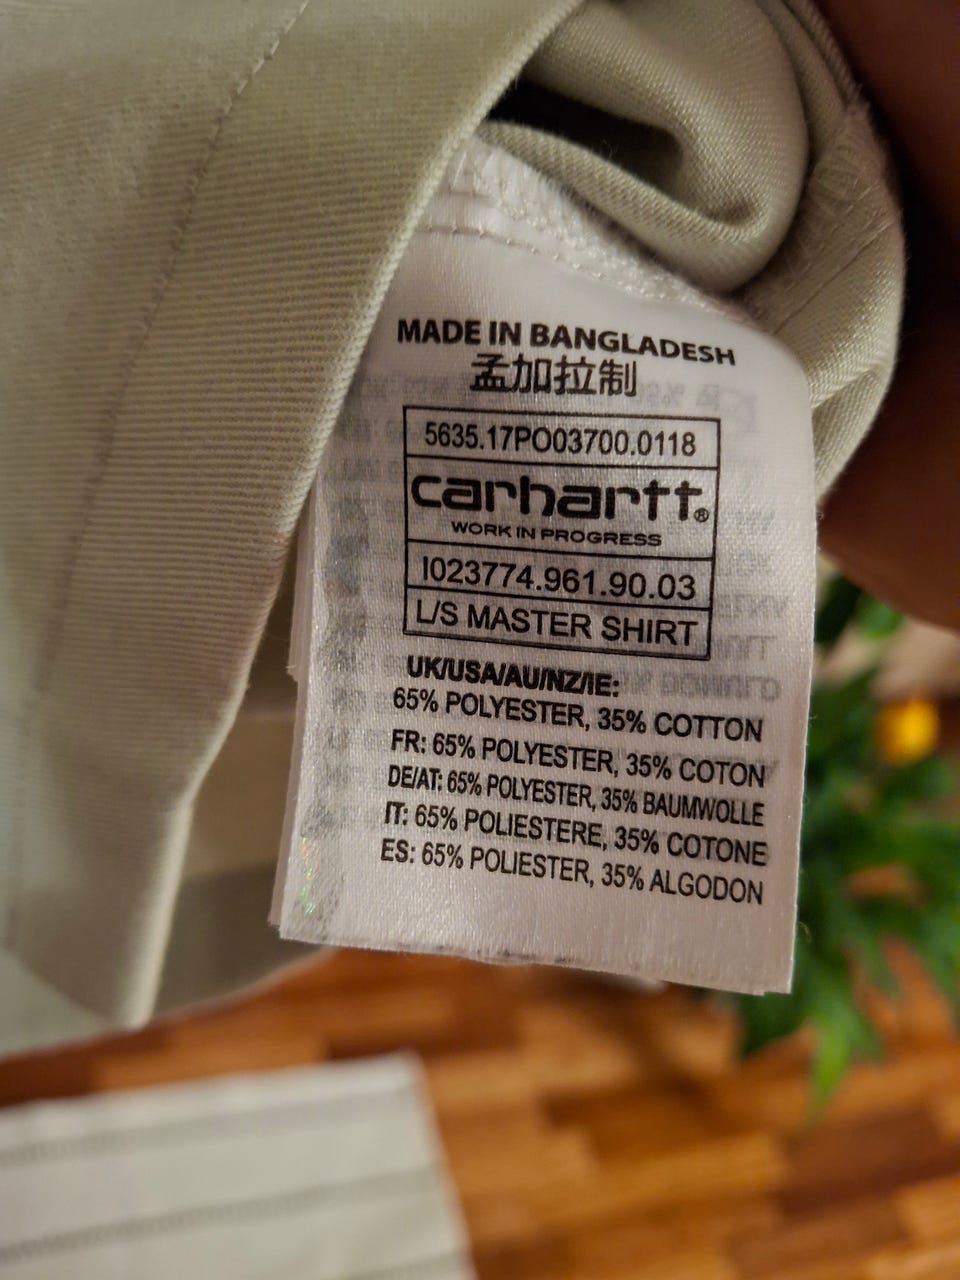 MADE IN BANGLADESH
孟加拉制
5635.17PO03700.0118
carhartt®
WORK IN PROGRESS
I023774.961.90.03
L/S MASTER SHIRT
UK/USA/AU/NZ/IE:
65% POLYESTER, 35% COTTON
FR: 65% POLYESTER, 35% COTON
DE/AT: 65% POLYESTER, 35% BAUMWOLLE
IT: 65% POLIESTERE, 35% COTONE
ES: 65% POLIESTER, 35% ALGODON